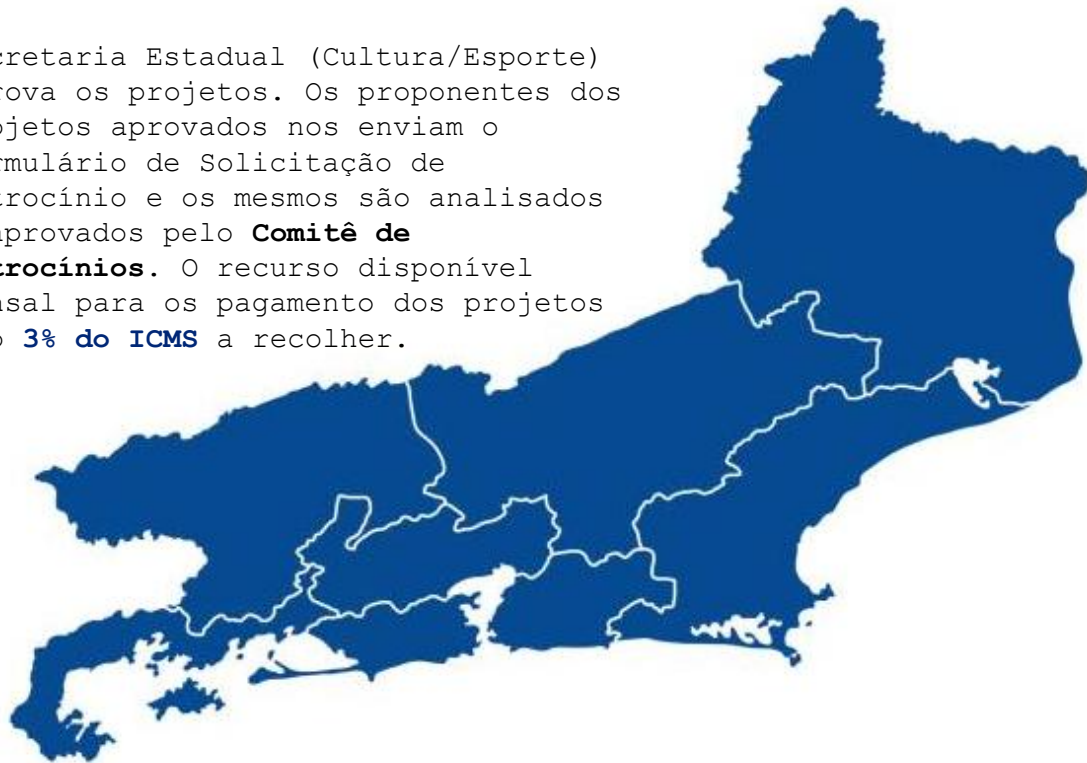 cretaria Estadual (Cultura/Esporte)
rova os projetos. Os proponentes dos
ojetos aprovados nos enviam o
rmulário de Solicitação de
trocínio e os mesmos são analisados
aprovados pelo Comitê de
trocínios. O recurso disponível
nsal para os pagamento dos projetos
o 3% do ICMS a recolher.